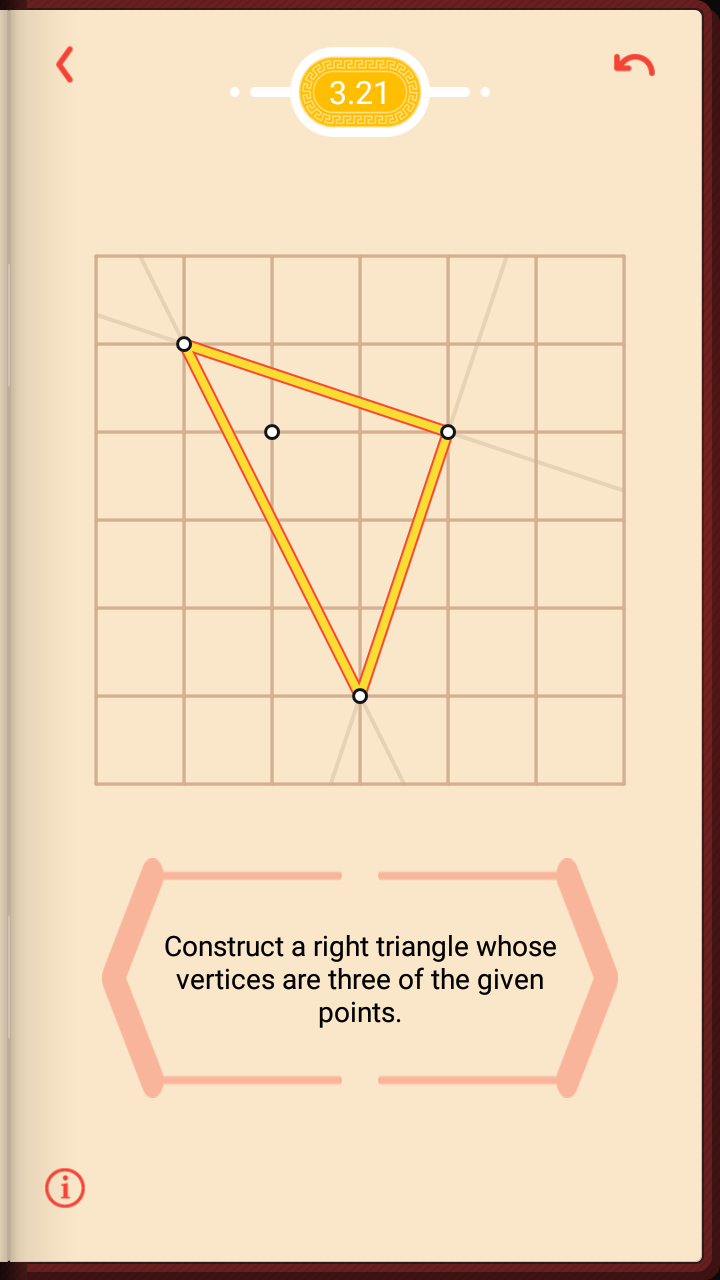 3.21
Construct a right triangle whose
vertices are three of the given
points.
i